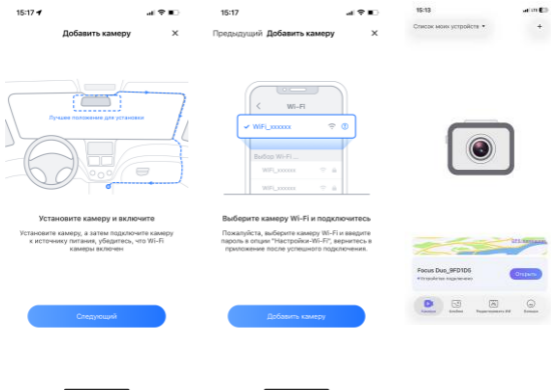 15:17
Добавить камеру
Лучшее положение для установки
Установите камеру и включите
Установите камеру, а затем подключите камеру
к источнику питания, убедитесь, что Wi-Fi
камеры включен
Следующий
15:17
Предыдущий Добавить камеру
Wi-Fi
WiFi_xxxxxx
Выбор Wi-Fi ...
WiFi_xxxxx
WiFi_xxxxx
Выберите камеру Wi-Fi и подключитесь
Пожалуйста, выберите камеру Wi-Fi и введите
пароль в опции "Настройки-Wi-Fi", вернитесь в
приложение после успешного подключения.
Добавить камеру
15:13
Список моих устройств
Focus Duo_9FD1D5
Устройство подключено
Открыть
Камера
Альбом